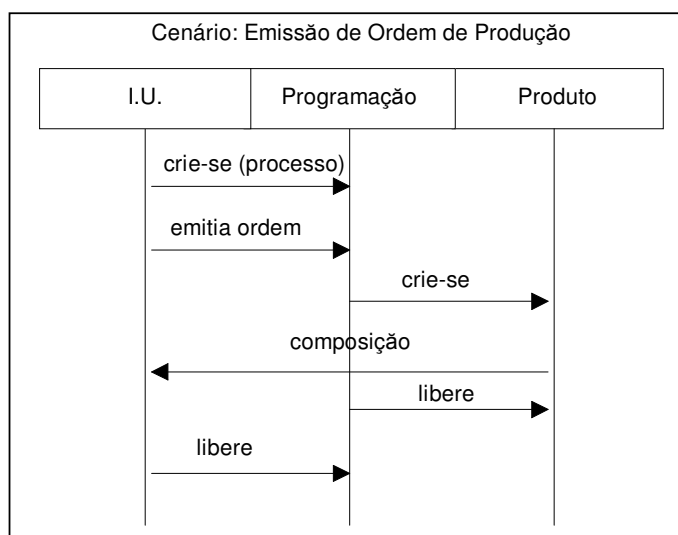 Cenário: Emissão de Ordem de Produção
I.U.
Programação
Produto
crie-se (processo)
emitia ordem
crie-se
composição
libere
libere